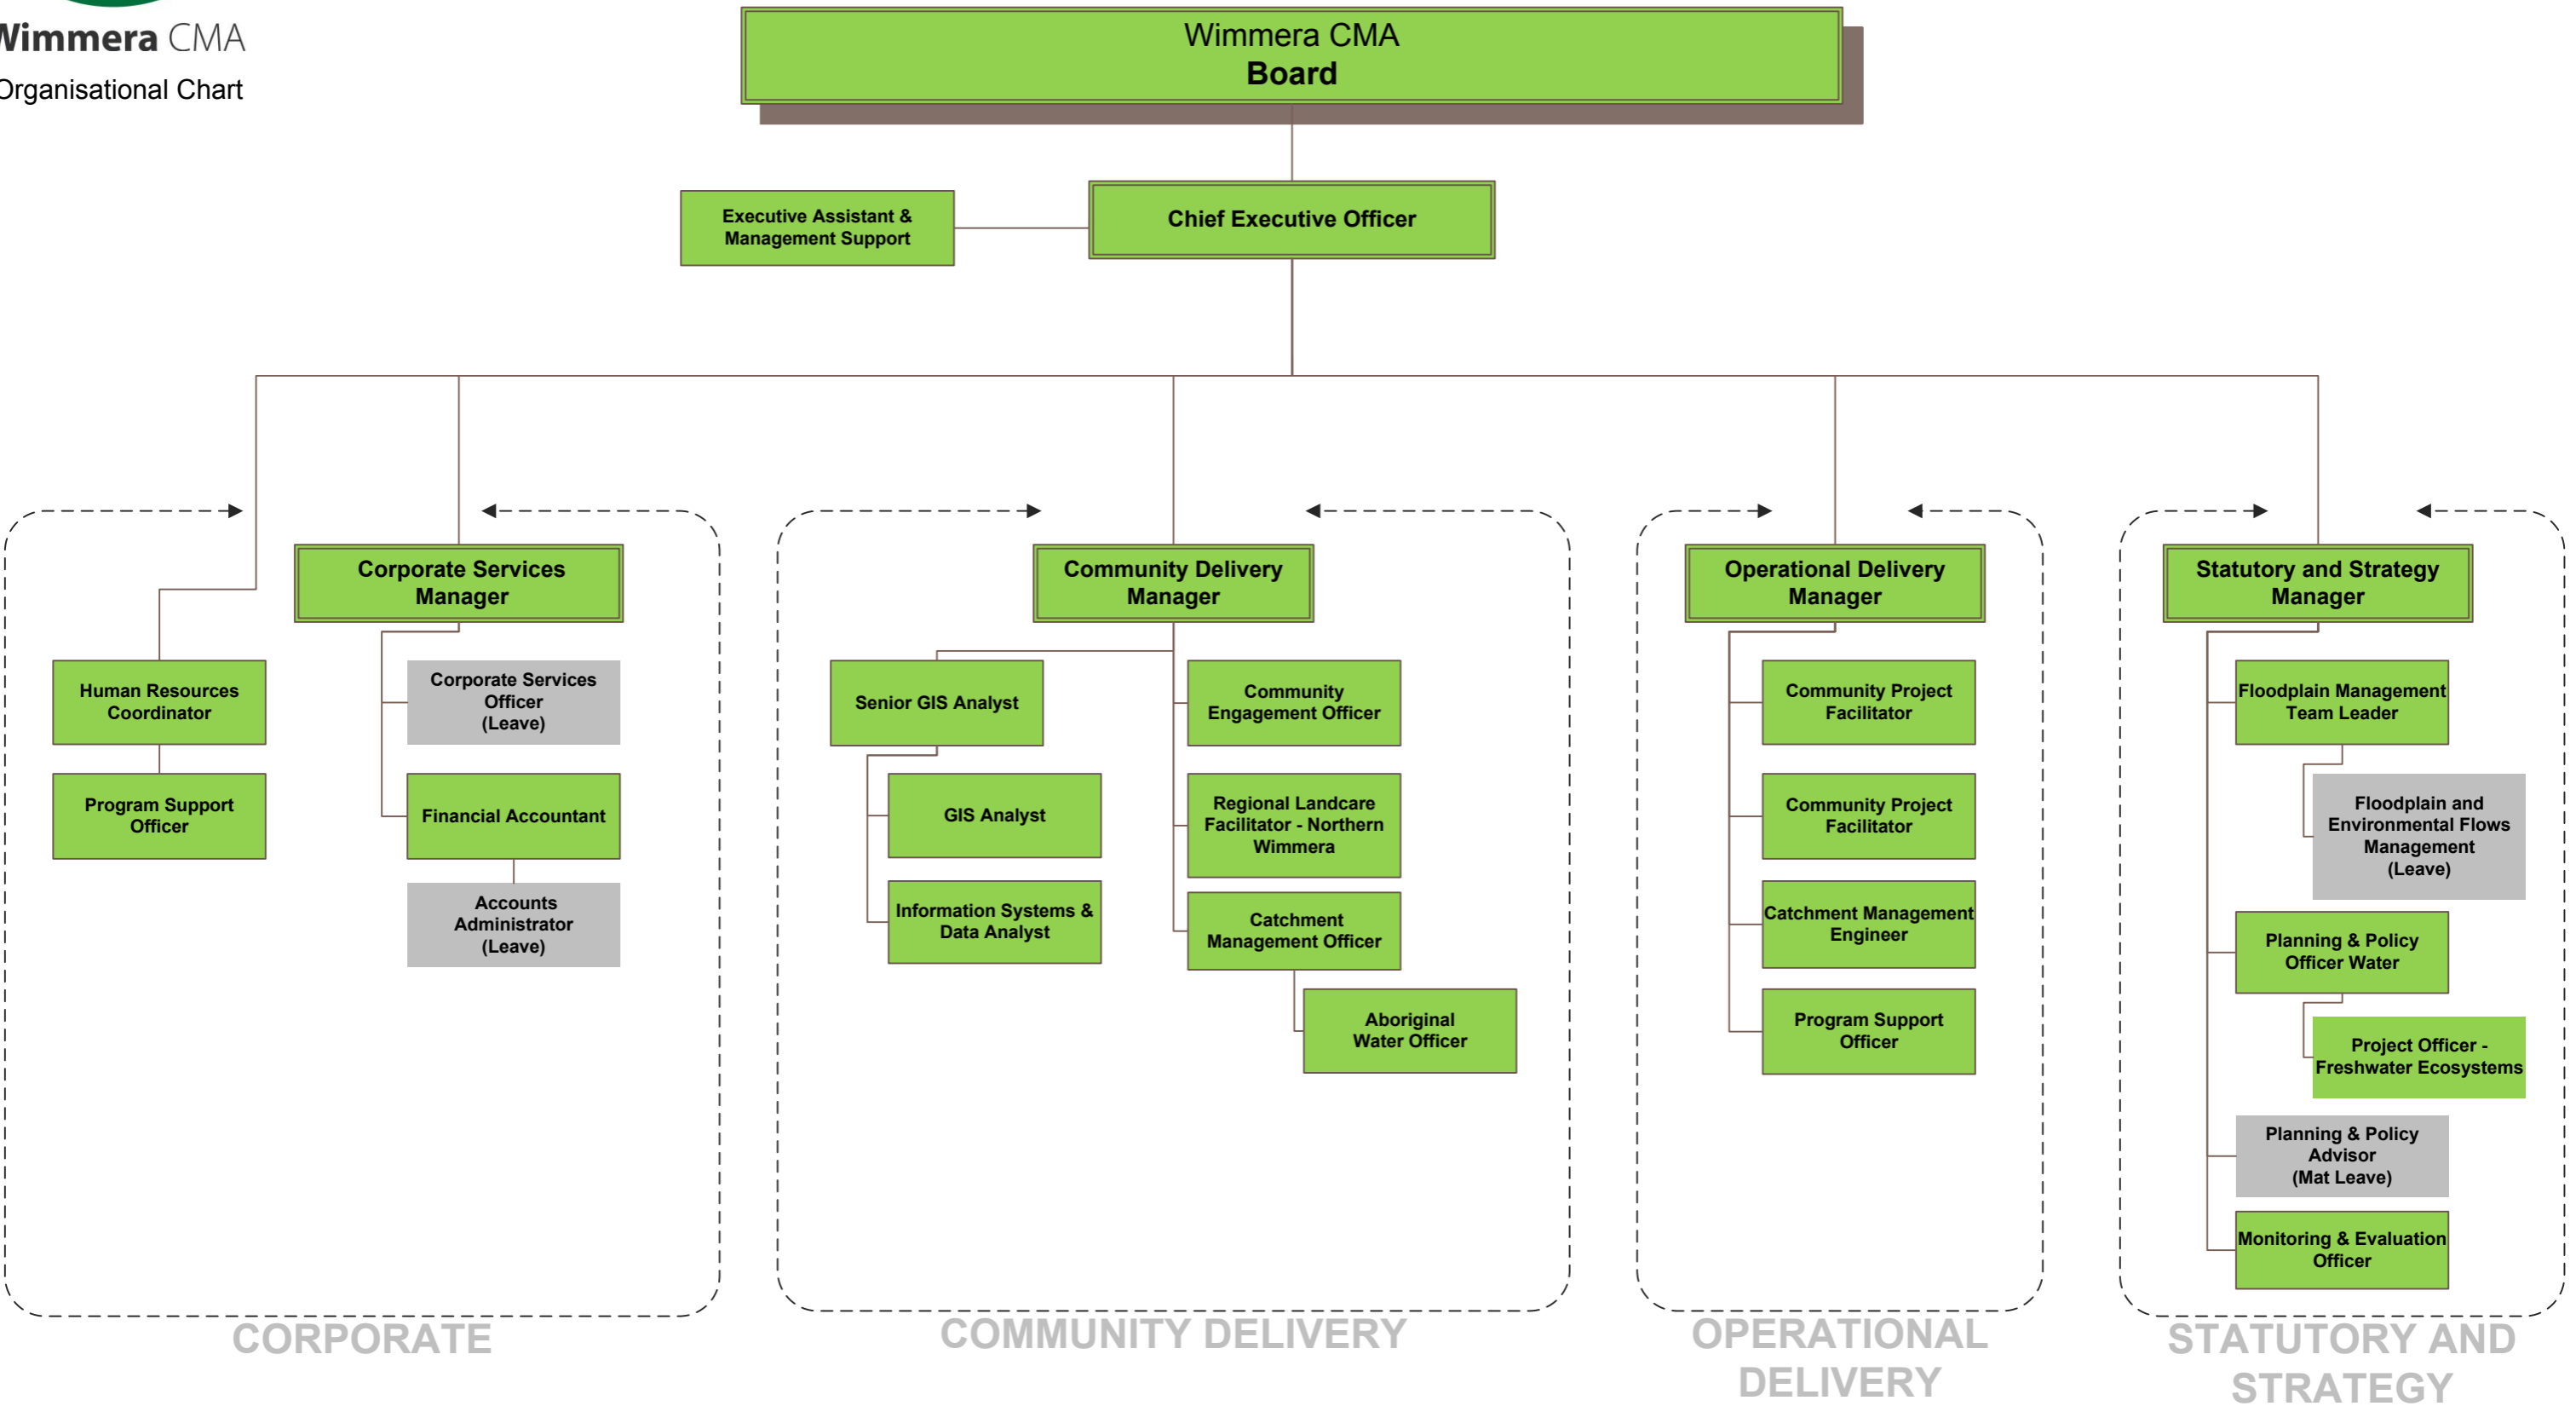 Wimmera CMA
Organisational Chart
Wimmera CMA
Board
Executive Assistant &
Management Support
Chief Executive Officer
Corporate Services
Manager
Human Resources
Coordinator
Program Support
Officer
Corporate Services
Officer
(Leave)
Financial Accountant
Accounts
Administrator
(Leave)
CORPORATE
Community Delivery
Manager
Senior GIS Analyst
GIS Analyst
Information Systems &
Data Analyst
Community
Engagement Officer
Regional Landcare
Facilitator - Northern
Wimmera
Catchment
Management Officer
Aboriginal
Water Officer
COMMUNITY DELIVERY
Operational Delivery
Manager
Community Project
Facilitator
Community Project
Facilitator
Catchment Management
Engineer
Program Support
Officer
OPERATIONAL
DELIVERY
Statutory and Strategy
Manager
Floodplain Management
Team Leader
Floodplain and
Environmental Flows
Management
(Leave)
Planning & Policy
Officer Water
Project Officer -
Freshwater Ecosystems
Planning & Policy
Advisor
(Mat Leave)
Monitoring & Evaluation
Officer
STATUTORY AND
STRATEGY